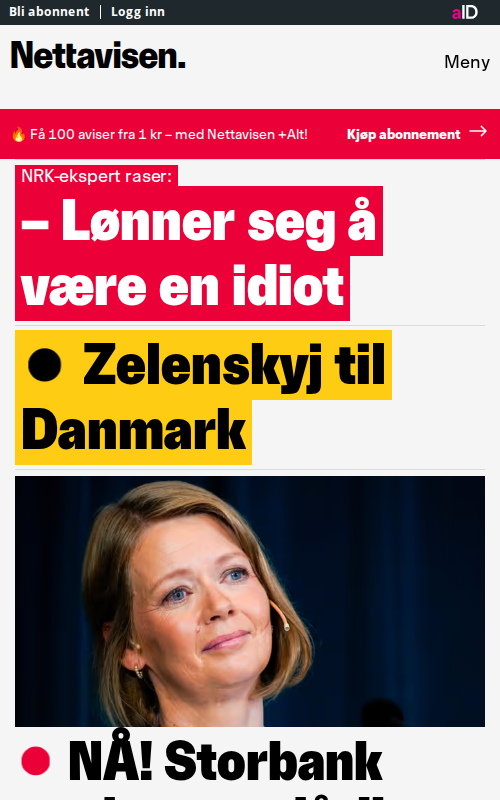 Bli abonnent
Logg inn
aID
Nettavisen.
Meny
🔥 Få 100 aviser fra 1 kr – med Nettavisen +Alt!
Kjøp abonnement →
NRK-ekspert raser:
– Lønner seg å
være en idiot
● Zelenskyj til
Danmark
NÅ! Storbank